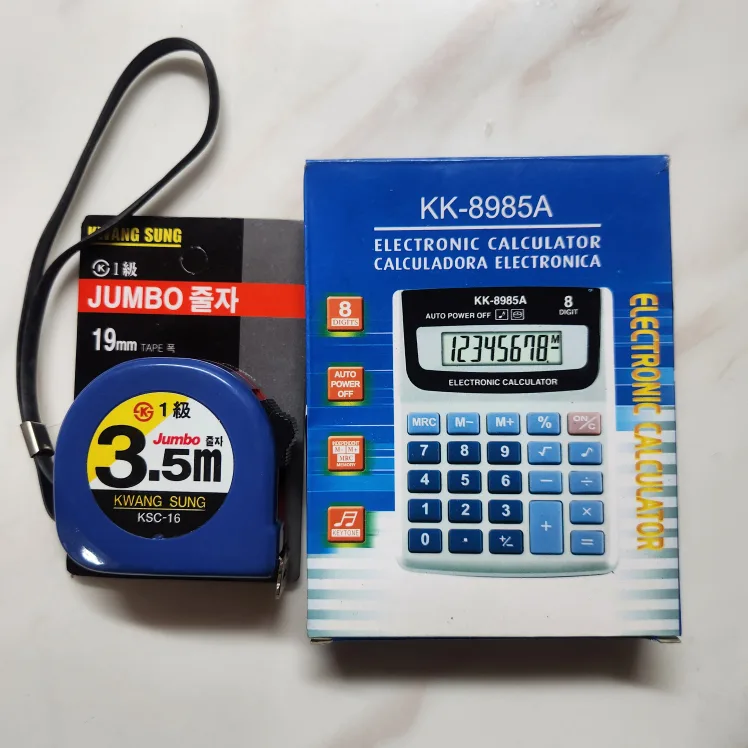 KWANG SUNG
K 1級
JUMBO 줄자
19mm TAPE 폭
1級
Jumbo 줄자
3.5m
KWANG SUNG
KSC-16
KK-8985A
ELECTRONIC CALCULATOR
CALCULADORA ELECTRONICA
8
DIGITS
AUTO
POWER
OFF
INDEPENDENT
M- M+
MRC
MEMORY
KEYTONE
KK-8985A
8
DIGIT
AUTO POWER OFF
12345678 M
ELECTRONIC CALCULATOR
MRC M− M+ % ON/C
7 8 9 √ ♪
4 5 6 − ÷
1 2 3 + ×
0 · +/− =
ELECTRONIC CALCULATOR